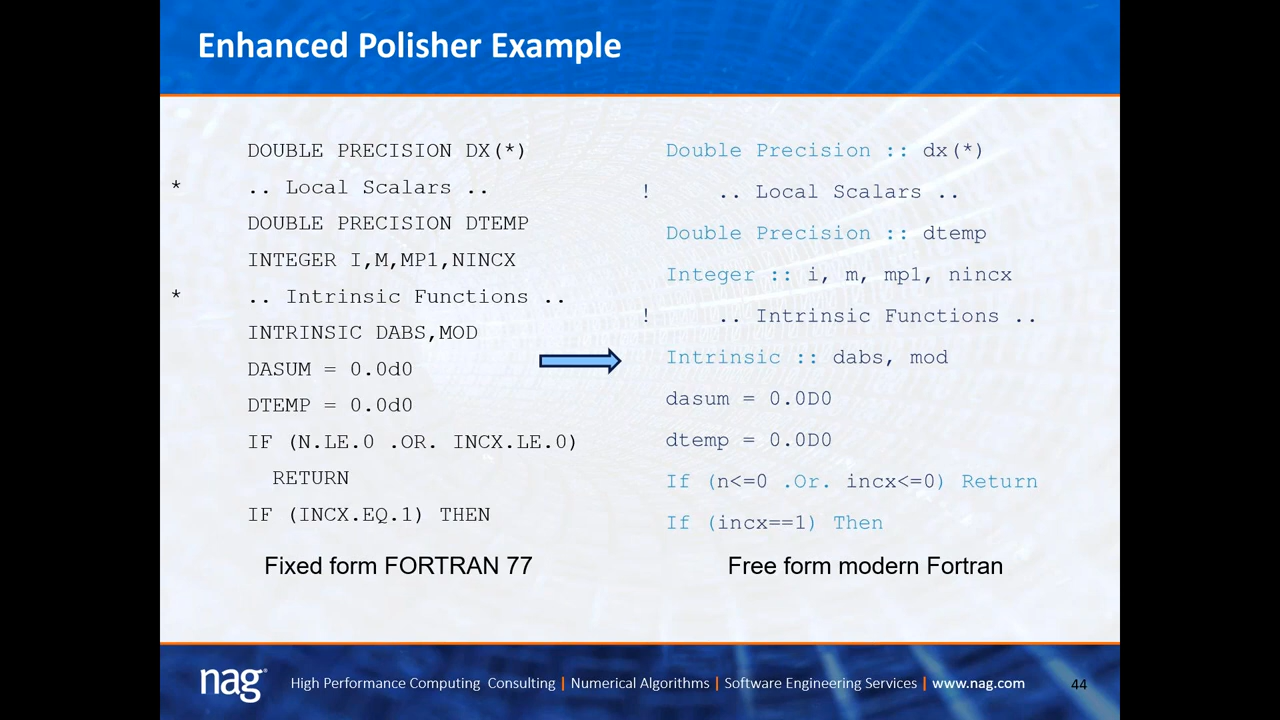 Enhanced Polisher Example
DOUBLE PRECISION DX(*)
* .. Local Scalars ..
DOUBLE PRECISION DTEMP
INTEGER I,M,MP1,NINCX
* .. Intrinsic Functions ..
INTRINSIC DABS,MOD
DASUM = 0.0d0
DTEMP = 0.0d0
IF (N.LE.0 .OR. INCX.LE.0)
RETURN
IF (INCX.EQ.1) THEN
Fixed form FORTRAN 77
Double Precision :: dx(*)
! .. Local Scalars ..
Double Precision :: dtemp
Integer :: i, m, mp1, nincx
! .. Intrinsic Functions ..
Intrinsic :: dabs, mod
dasum = 0.0D0
dtemp = 0.0D0
If (n<=0 .Or. incx<=0) Return
If (incx==1) Then
Free form modern Fortran
nag® High Performance Computing Consulting | Numerical Algorithms | Software Engineering Services | www.nag.com 44